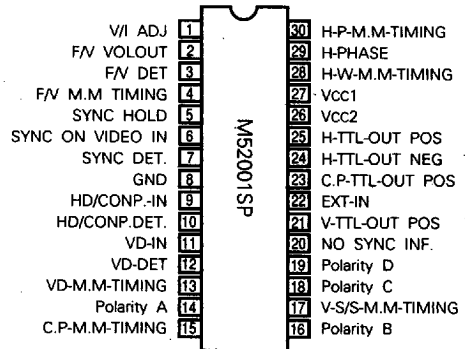 V/I ADJ 1
F/V VOLOUT 2
F/V DET 3
F/V M.M TIMING 4
SYNC HOLD 5
SYNC ON VIDEO IN 6
SYNC DET. 7
GND 8
HD/CONP.-IN 9
HD/CONP.DET. 10
VD-IN 11
VD-DET 12
VD-M.M-TIMING 13
Polarity A 14
C.P-M.M-TIMING 15
M52001SP
30 H-P-M.M-TIMING
29 H-PHASE
28 H-W-M.M-TIMING
27 Vcc1
26 Vcc2
25 H-TTL-OUT POS
24 H-TTL-OUT NEG
23 C.P-TTL-OUT POS
22 EXT-IN
21 V-TTL-OUT POS
20 NO SYNC INF.
19 Polarity D
18 Polarity C
17 V-S/S-M.M-TIMING
16 Polarity B